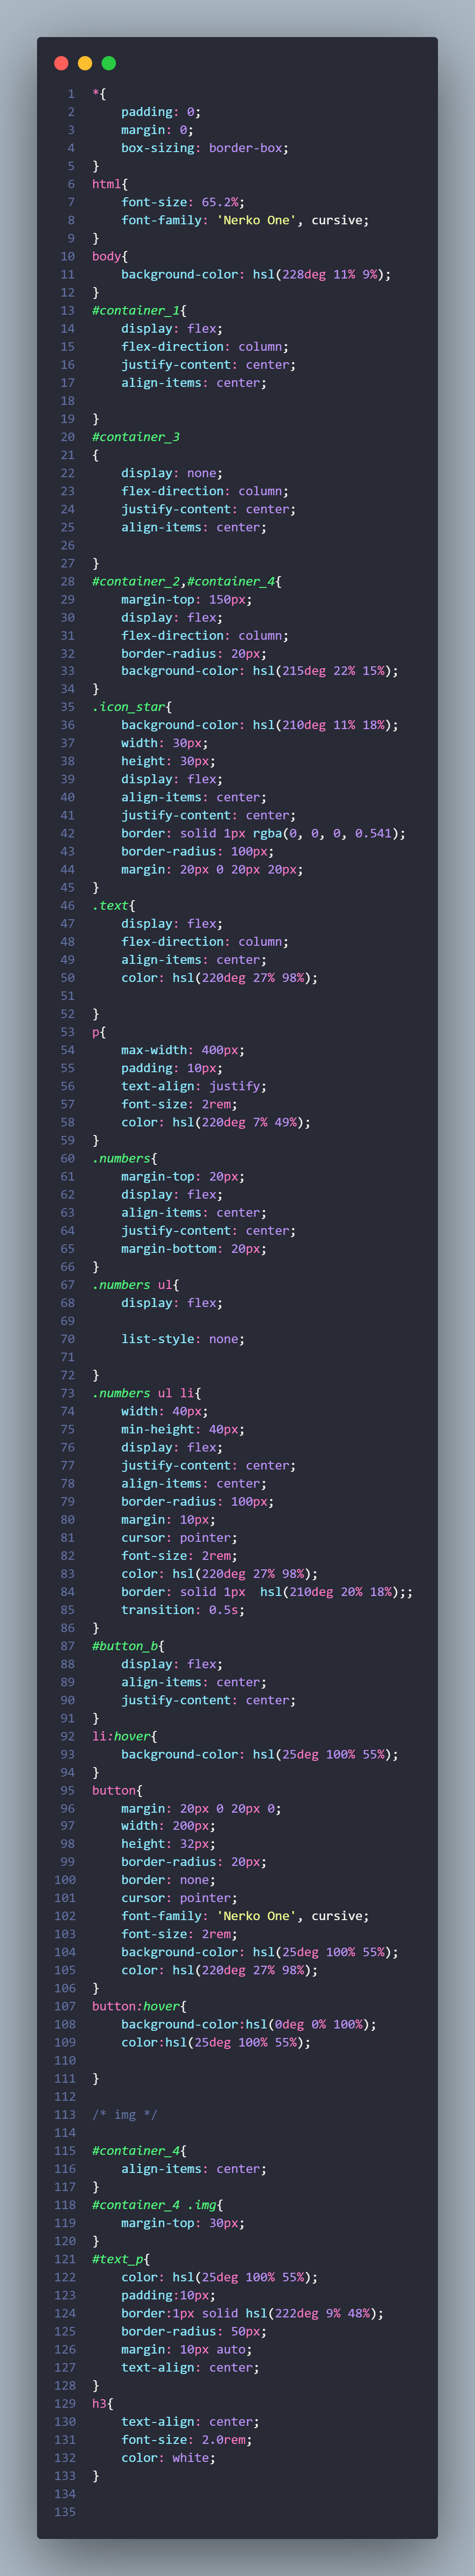 1 *{
2 padding: 0;
3 margin: 0;
4 box-sizing: border-box;
5 }
6 html{
7 font-size: 65.2%;
8 font-family: 'Nerko One', cursive;
9 }
10 body{
11 background-color: hsl(228deg 11% 9%);
12 }
13 #container_1{
14 display: flex;
15 flex-direction: column;
16 justify-content: center;
17 align-items: center;
18
19 }
20 #container_3
21 {
22 display: none;
23 flex-direction: column;
24 justify-content: center;
25 align-items: center;
26
27 }
28 #container_2,#container_4{
29 margin-top: 150px;
30 display: flex;
31 flex-direction: column;
32 border-radius: 20px;
33 background-color: hsl(215deg 22% 15%);
34 }
35 .icon_star{
36 background-color: hsl(210deg 11% 18%);
37 width: 30px;
38 height: 30px;
39 display: flex;
40 align-items: center;
41 justify-content: center;
42 border: solid 1px rgba(0, 0, 0, 0.541);
43 border-radius: 100px;
44 margin: 20px 0 20px 20px;
45 }
46 .text{
47 display: flex;
48 flex-direction: column;
49 align-items: center;
50 color: hsl(220deg 27% 98%);
51
52 }
53 p{
54 max-width: 400px;
55 padding: 10px;
56 text-align: justify;
57 font-size: 2rem;
58 color: hsl(220deg 7% 49%);
59 }
60 .numbers{
61 margin-top: 20px;
62 display: flex;
63 align-items: center;
64 justify-content: center;
65 margin-bottom: 20px;
66 }
67 .numbers ul{
68 display: flex;
69
70 list-style: none;
71
72 }
73 .numbers ul li{
74 width: 40px;
75 min-height: 40px;
76 display: flex;
77 justify-content: center;
78 align-items: center;
79 border-radius: 100px;
80 margin: 10px;
81 cursor: pointer;
82 font-size: 2rem;
83 color: hsl(220deg 27% 98%);
84 border: solid 1px  hsl(210deg 20% 18%);;
85 transition: 0.5s;
86 }
87 #button_b{
88 display: flex;
89 align-items: center;
90 justify-content: center;
91 }
92 li:hover{
93 background-color: hsl(25deg 100% 55%);
94 }
95 button{
96 margin: 20px 0 20px 0;
97 width: 200px;
98 height: 32px;
99 border-radius: 20px;
100 border: none;
101 cursor: pointer;
102 font-family: 'Nerko One', cursive;
103 font-size: 2rem;
104 background-color: hsl(25deg 100% 55%);
105 color: hsl(220deg 27% 98%);
106 }
107 button:hover{
108 background-color:hsl(0deg 0% 100%);
109 color:hsl(25deg 100% 55%);
110
111 }
112
113 /* img */
114
115 #container_4{
116 align-items: center;
117 }
118 #container_4 .img{
119 margin-top: 30px;
120 }
121 #text_p{
122 color: hsl(25deg 100% 55%);
123 padding:10px;
124 border:1px solid hsl(222deg 9% 48%);
125 border-radius: 50px;
126 margin: 10px auto;
127 text-align: center;
128 }
129 h3{
130 text-align: center;
131 font-size: 2.0rem;
132 color: white;
133 }
134
135